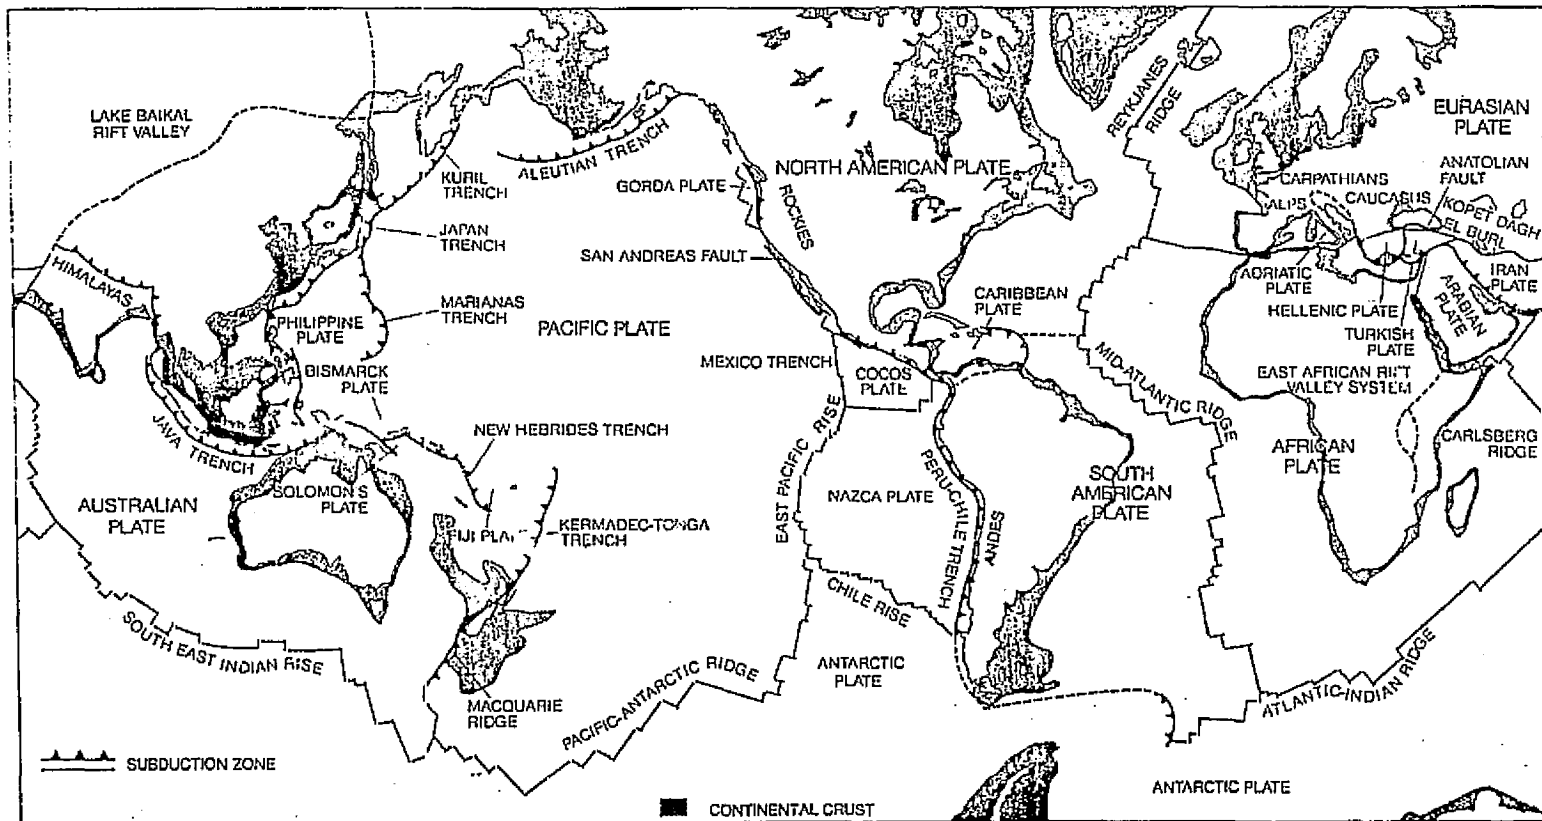 LAKE BAIKAL
RIFT VALLEY
KURIL
TRENCH
ALEUTIAN TRENCH
JAPAN
TRENCH
HIMALAYAS
MARIANAS
TRENCH
PHILIPPINE
PLATE
PACIFIC PLATE
BISMARCK
PLATE
JAVA TRENCH
NEW HEBRIDES TRENCH
AUSTRALIAN
PLATE
SOLOMON'S
PLATE
FIJI PLATE
KERMADEC-TONGA
TRENCH
SOUTH EAST INDIAN RISE
MACQUARIE
RIDGE
PACIFIC-ANTARCTIC RIDGE
GORDA PLATE
ROCKIES
NORTH AMERICAN PLATE
SAN ANDREAS FAULT
CARIBBEAN
PLATE
MEXICO TRENCH
COCOS
PLATE
EAST PACIFIC RISE
NAZCA PLATE
PERU-CHILE TRENCH
ANDES
SOUTH
AMERICAN
PLATE
CHILE RISE
ANTARCTIC
PLATE
REYKJANES
RIDGE
MID-ATLANTIC RIDGE
EURASIAN
PLATE
ANATOLIAN
FAULT
CARPATHIANS
CAUCASUS
ALPS
KOPET DAGH
EL BURL
ADRIATIC
PLATE
IRAN
PLATE
HELLENIC PLATE
ARABIAN
PLATE
TURKISH
PLATE
EAST AFRICAN RIFT
VALLEY SYSTEM
AFRICAN
PLATE
CARLSBERG
RIDGE
ATLANTIC-INDIAN RIDGE
ANTARCTIC PLATE
SUBDUCTION ZONE
CONTINENTAL CRUST